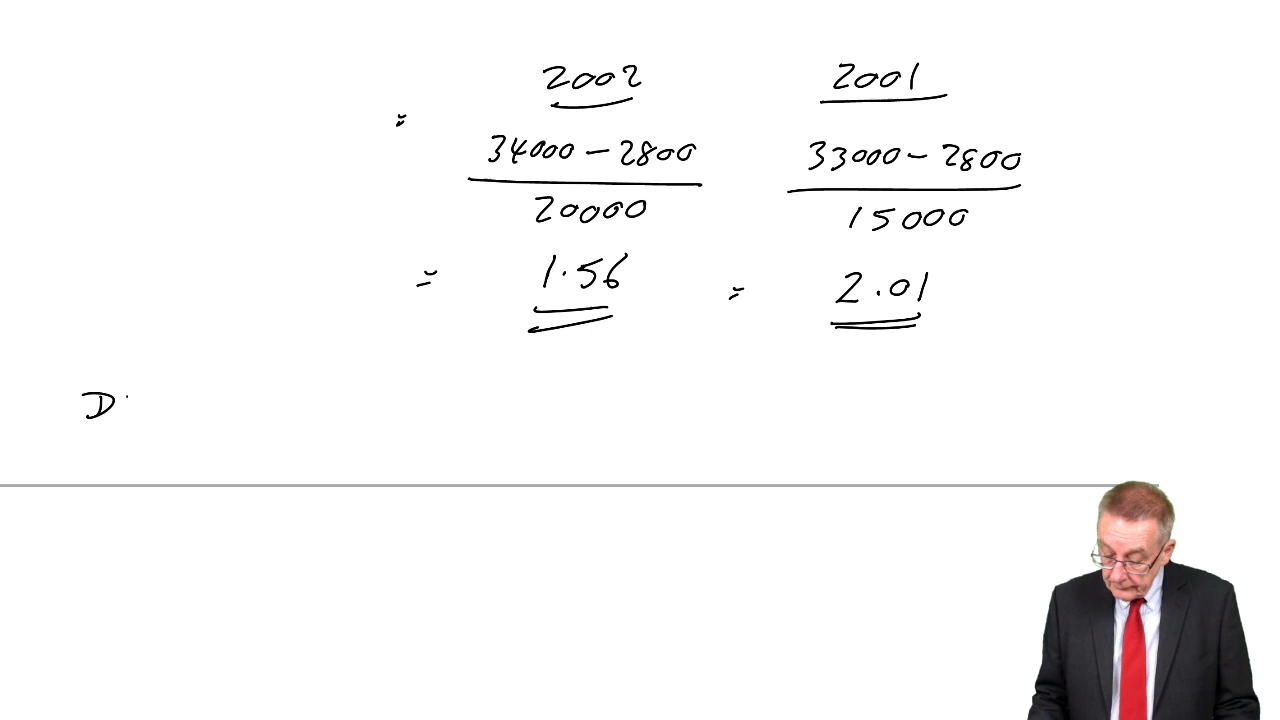 2002 2001
=
34000 – 2800 33000 – 2800
20000 15000
= 1.56 = 2.01
D